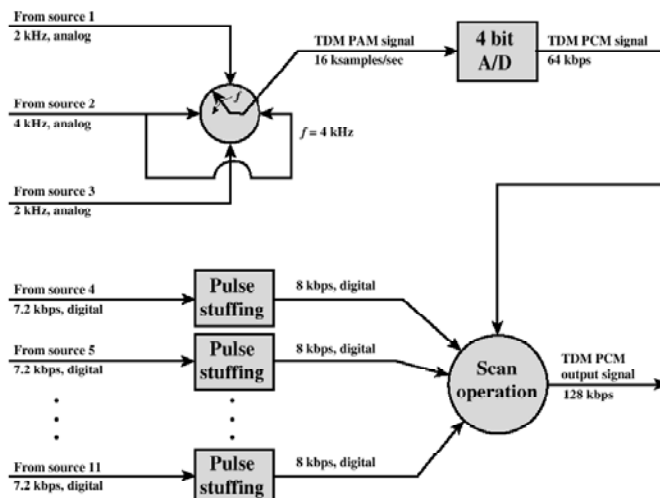 From source 1
2 kHz, analog
TDM PAM signal
16 ksamples/sec
4 bit
A/D
TDM PCM signal
64 kbps
f
From source 2
4 kHz, analog
f = 4 kHz
From source 3
2 kHz, analog
From source 4
7.2 kbps, digital
Pulse
stuffing
8 kbps, digital
From source 5
7.2 kbps, digital
Pulse
stuffing
8 kbps, digital
Scan
operation
TDM PCM
output signal
128 kbps
From source 11
7.2 kbps, digital
Pulse
stuffing
8 kbps, digital